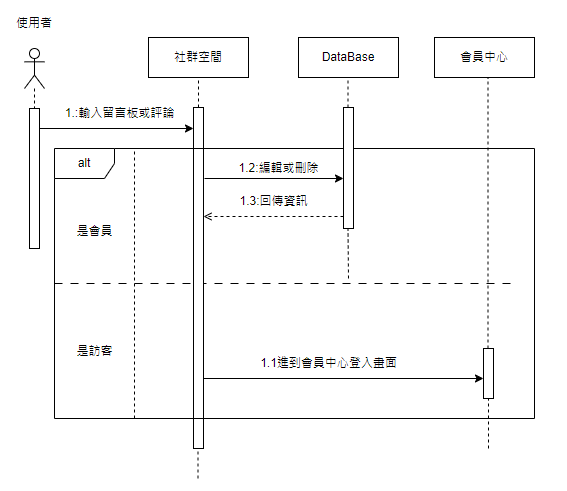 使用者
社群空間
DataBase
會員中心
1.:輸入留言板或評論
alt
1.2:編輯或刪除
1.3:回傳資訊
是會員
是訪客
1.1進到會員中心登入畫面